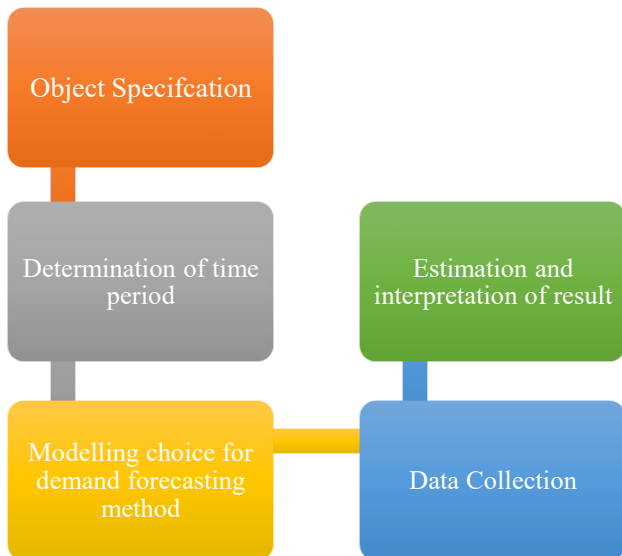 Object Specifcation
Determination of time
period
Modelling choice for
demand forecasting
method
Data Collection
Estimation and
interpretation of result